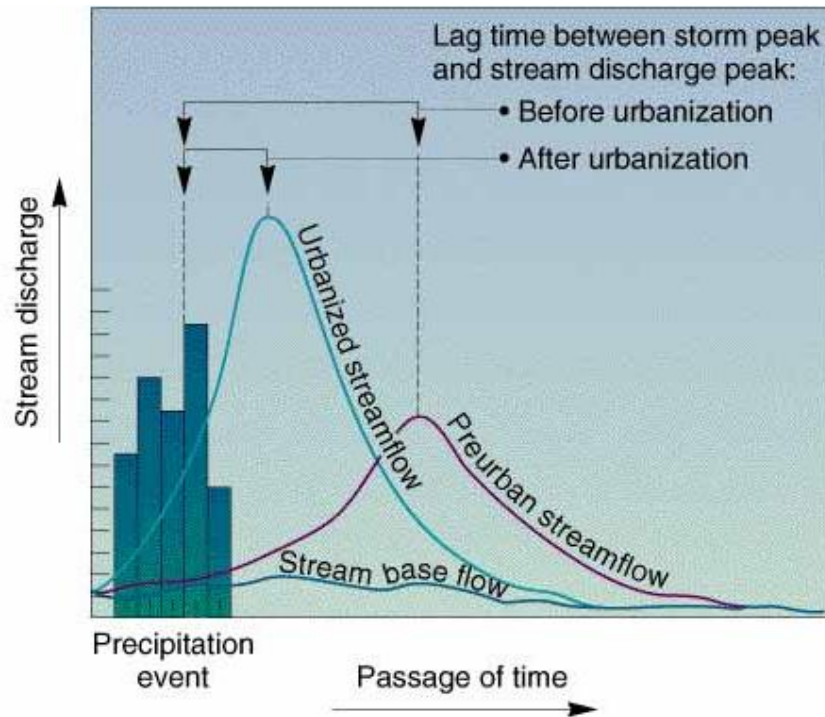 Lag time between storm peak
and stream discharge peak:
• Before urbanization
• After urbanization
Stream discharge
Urbanized streamflow
Preurban streamflow
Stream base flow
Precipitation
event
Passage of time